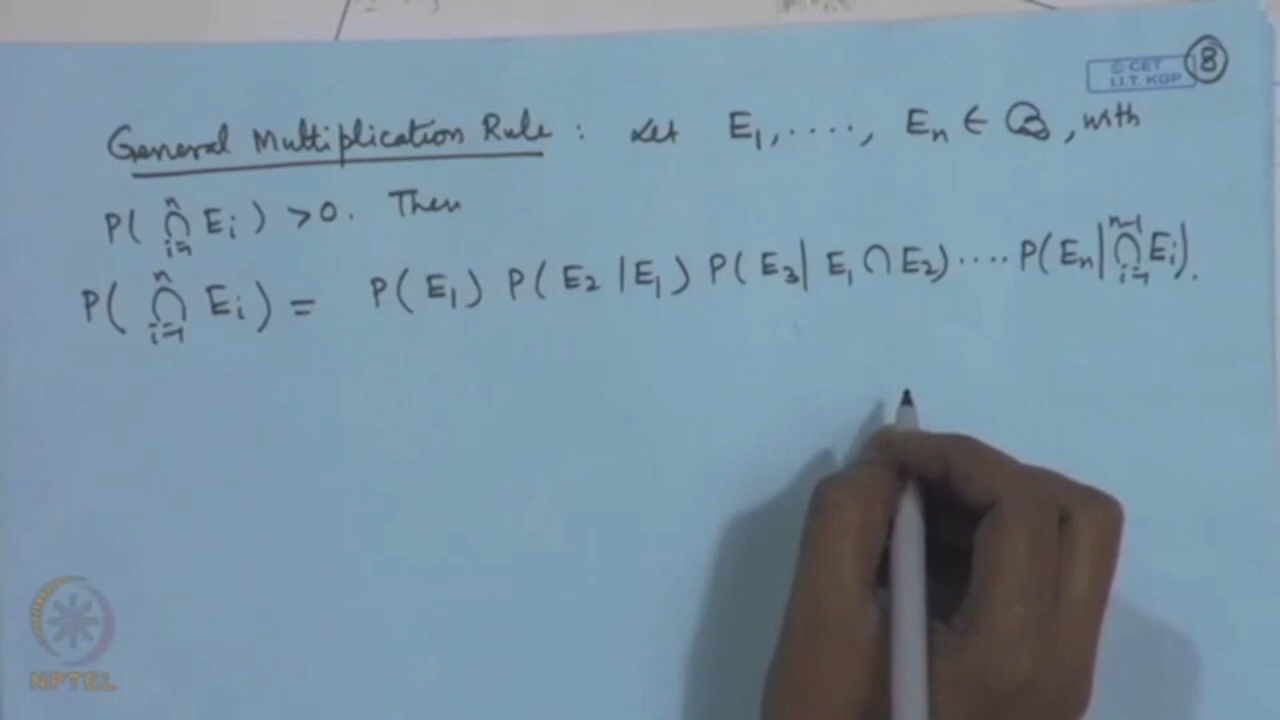 © CET
I.I.T. KGP
8
General Multiplication Rule : Let E₁, ...., Eₙ ∈ ℬ, with
P( ⋂ᵢ₌₁ⁿ Eᵢ ) > 0. Then
P( ⋂ᵢ₌₁ⁿ Eᵢ ) = P(E₁) P(E₂ | E₁) P(E₃ | E₁ ∩ E₂) .... P(Eₙ | ⋂ᵢ₌₁ⁿ⁻¹ Eᵢ).
NPTEL